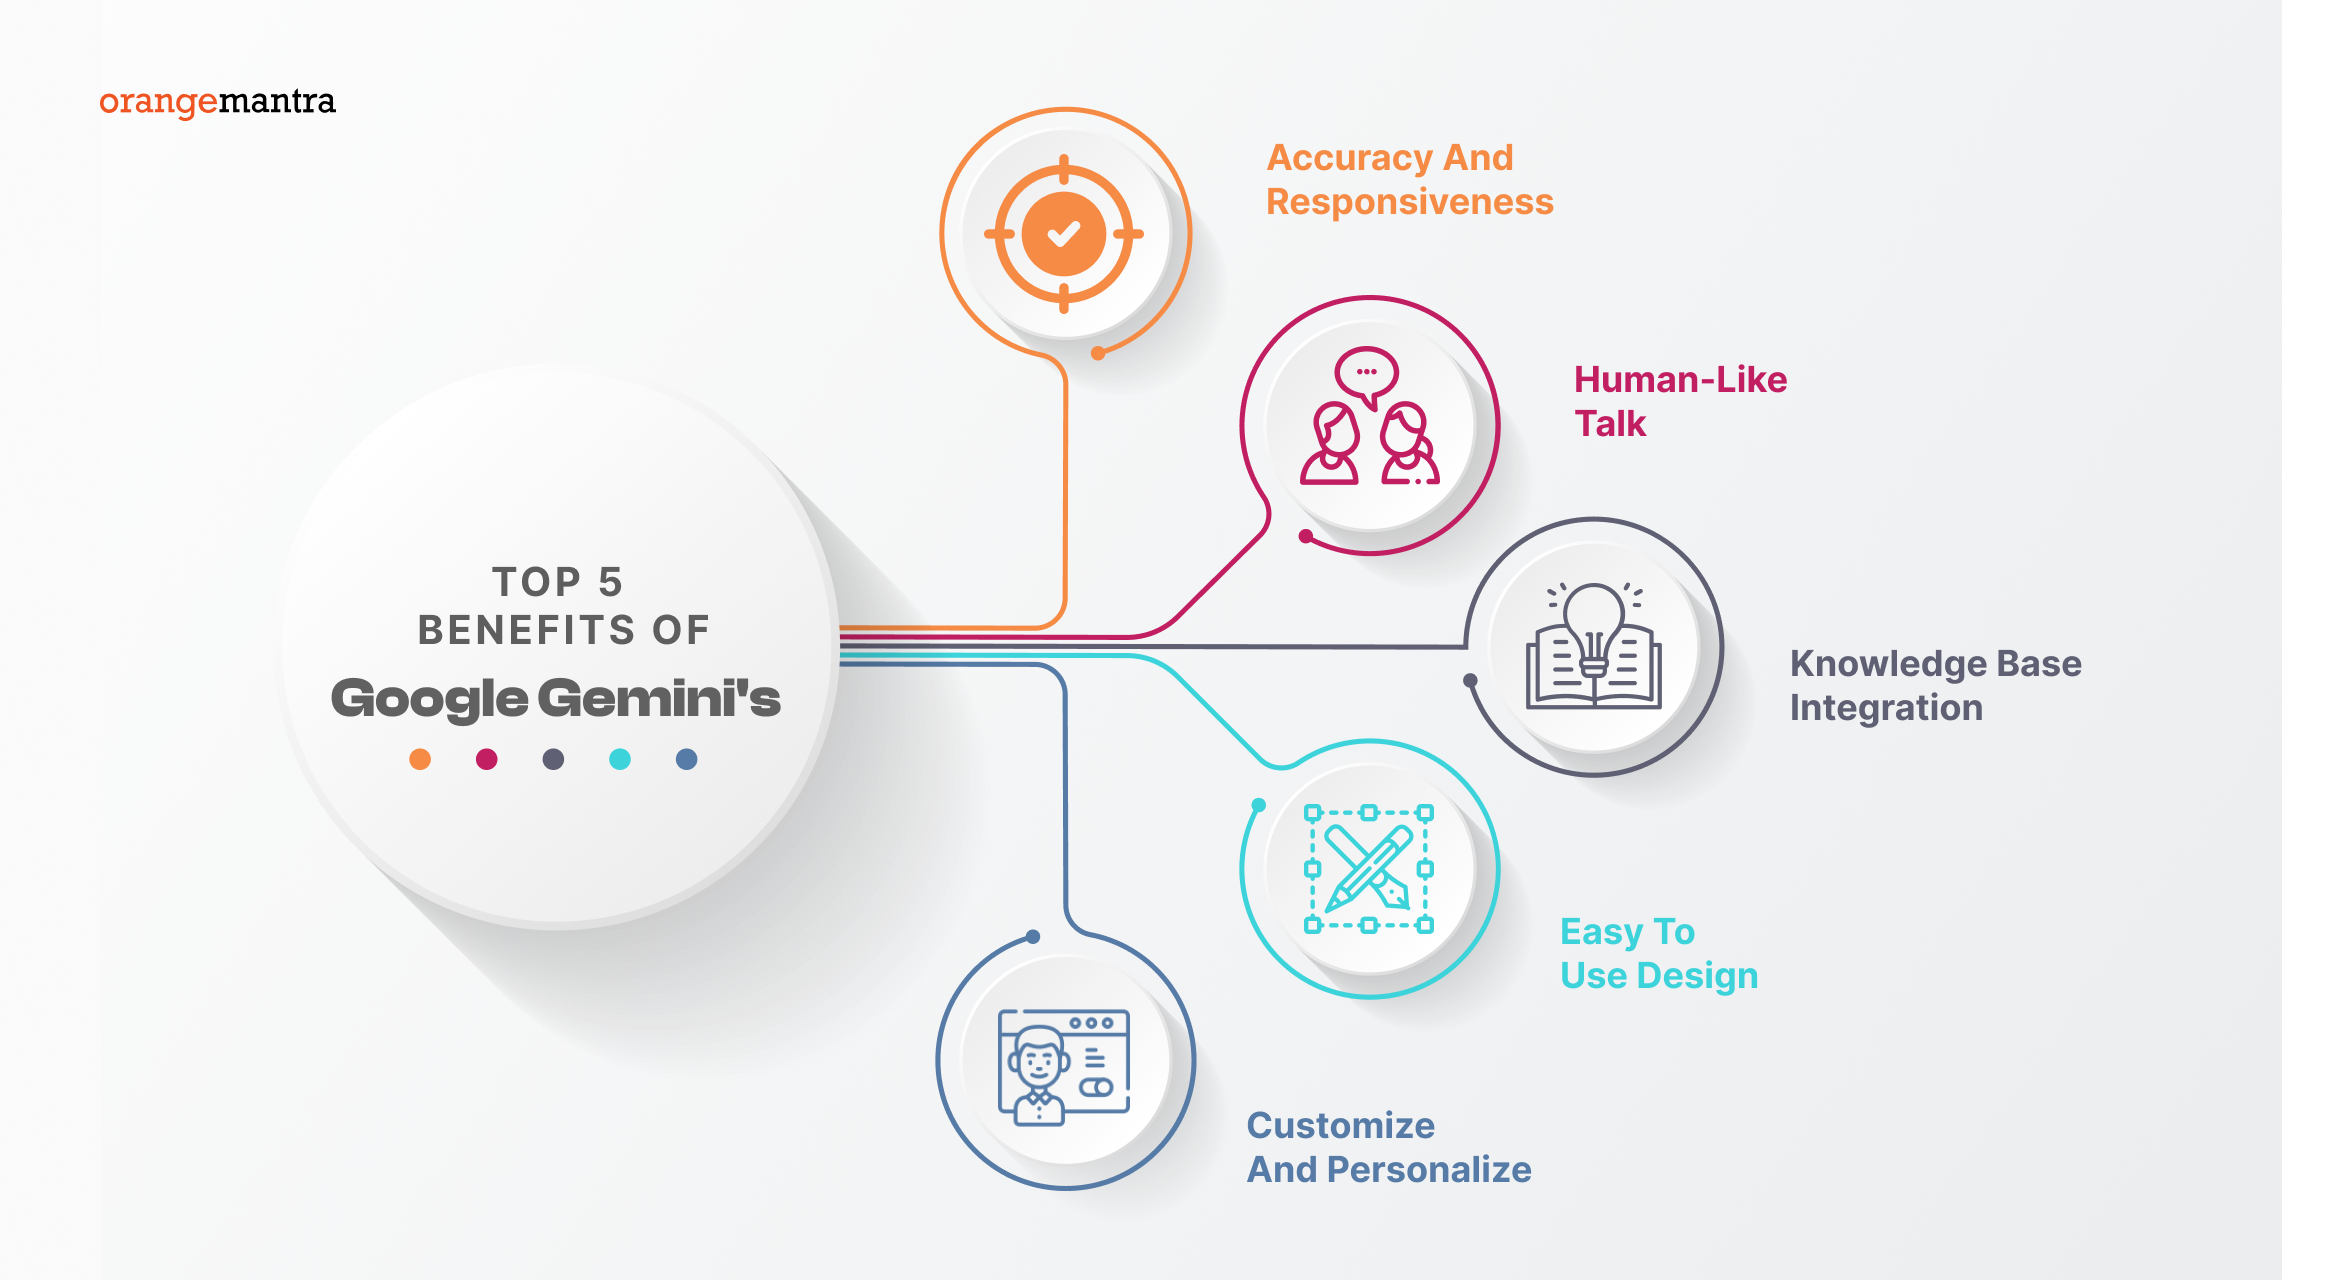 orangemantra
TOP 5
BENEFITS OF
Google Gemini's
Accuracy And
Responsiveness
Human-Like
Talk
Knowledge Base
Integration
Easy To
Use Design
Customize
And Personalize